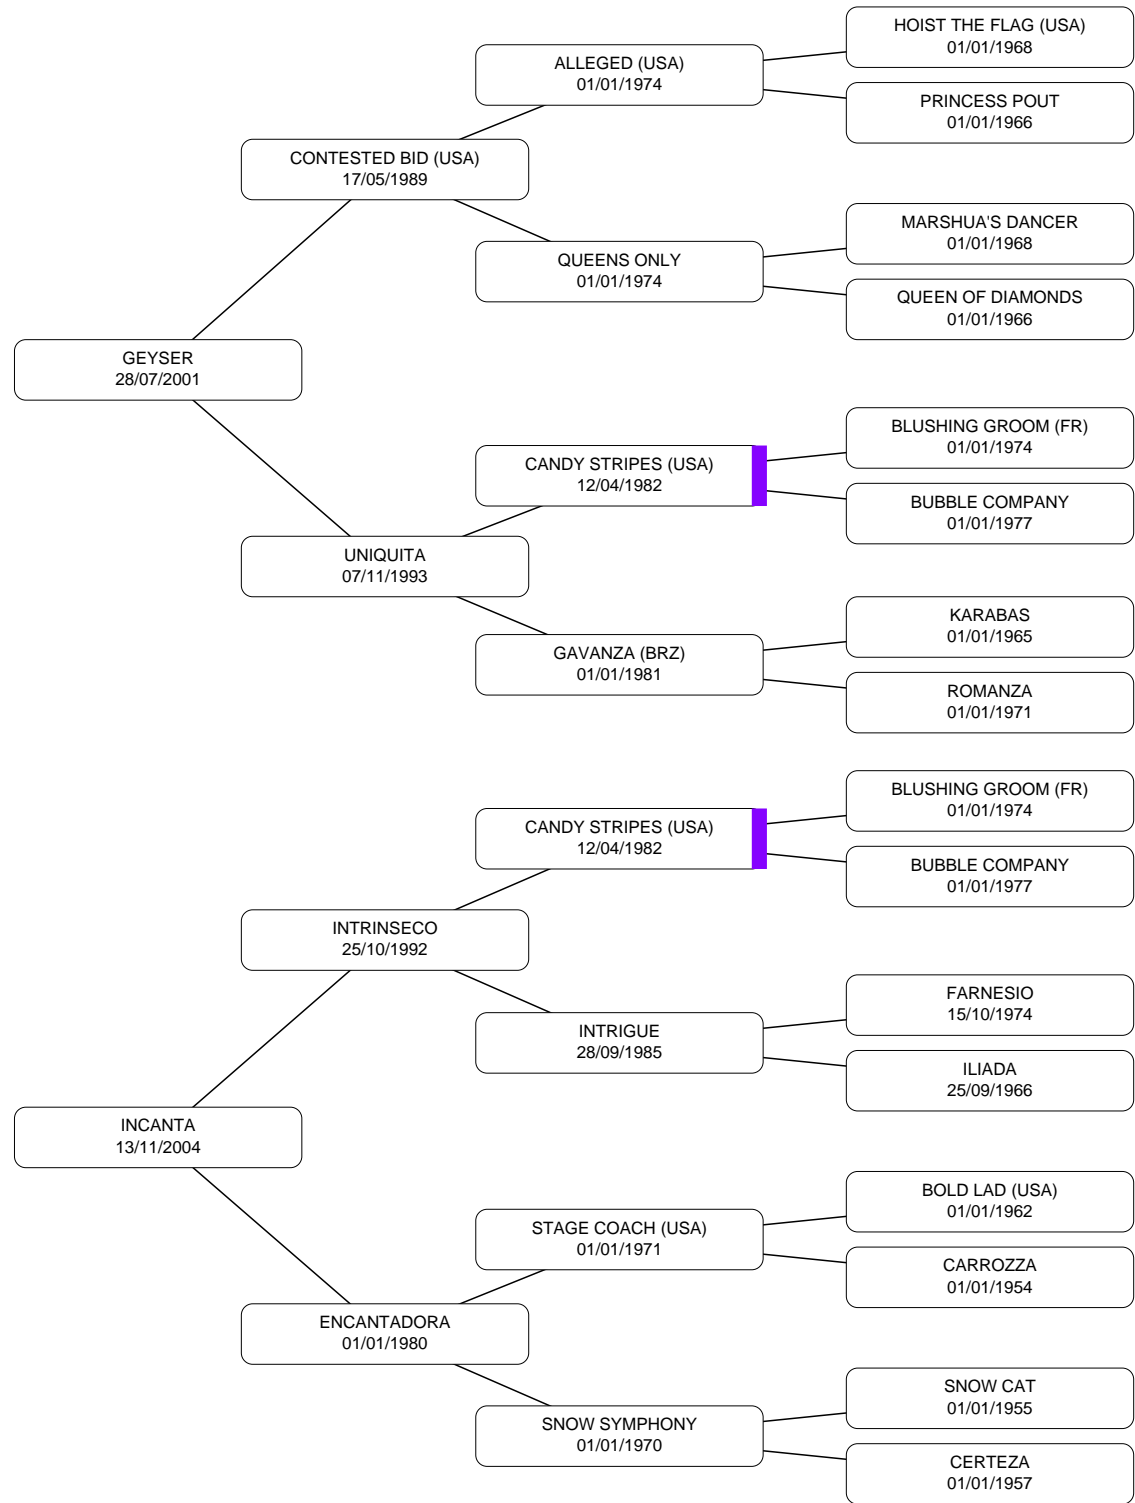 HOIST THE FLAG (USA)
01/01/1968
ALLEGED (USA)
01/01/1974
PRINCESS POUT
01/01/1966
CONTESTED BID (USA)
17/05/1989
MARSHUA'S DANCER
01/01/1968
QUEENS ONLY
01/01/1974
QUEEN OF DIAMONDS
01/01/1966
GEYSER
28/07/2001
BLUSHING GROOM (FR)
01/01/1974
CANDY STRIPES (USA)
12/04/1982
BUBBLE COMPANY
01/01/1977
UNIQUITA
07/11/1993
KARABAS
01/01/1965
GAVANZA (BRZ)
01/01/1981
ROMANZA
01/01/1971
BLUSHING GROOM (FR)
01/01/1974
CANDY STRIPES (USA)
12/04/1982
BUBBLE COMPANY
01/01/1977
INTRINSECO
25/10/1992
FARNESIO
15/10/1974
INTRIGUE
28/09/1985
ILIADA
25/09/1966
INCANTA
13/11/2004
BOLD LAD (USA)
01/01/1962
STAGE COACH (USA)
01/01/1971
CARROZZA
01/01/1954
ENCANTADORA
01/01/1980
SNOW CAT
01/01/1955
SNOW SYMPHONY
01/01/1970
CERTEZA
01/01/1957